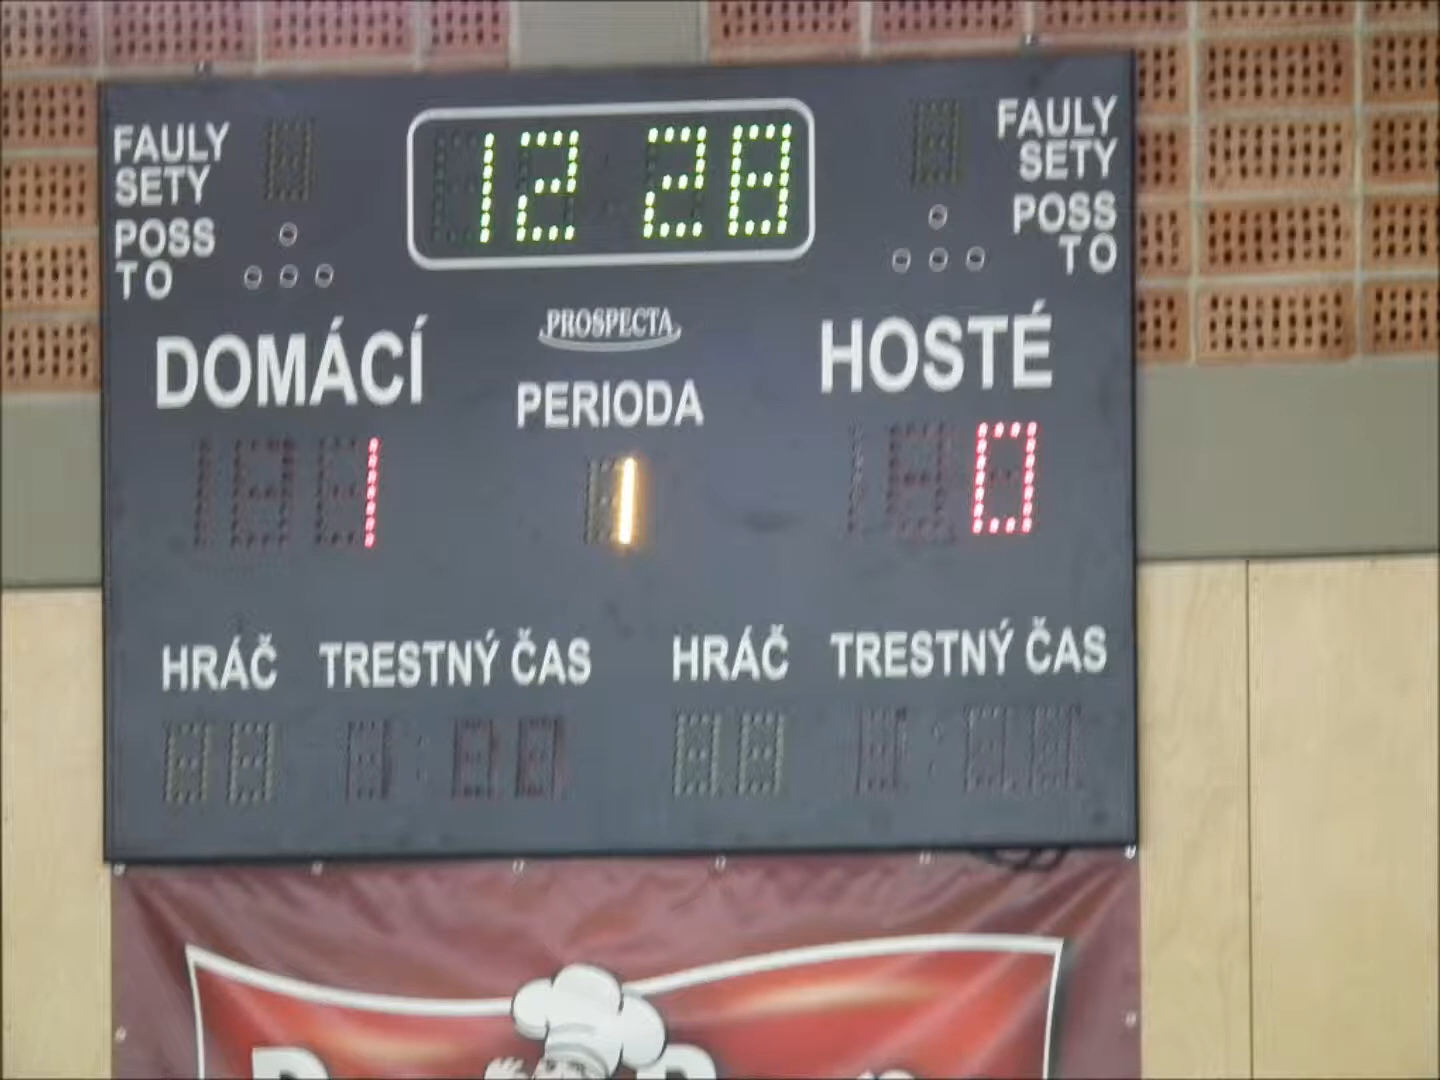 FAULY
SETY
POSS
TO
12 28
FAULY
SETY
POSS
TO
PROSPECTA
DOMÁCÍ
HOSTÉ
PERIODA
1
1
0
HRÁČ
TRESTNÝ ČAS
HRÁČ
TRESTNÝ ČAS